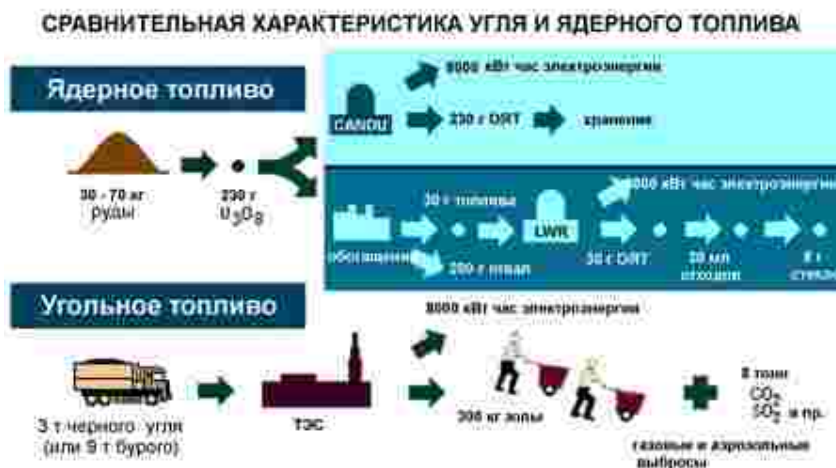 СРАВНИТЕЛЬНАЯ ХАРАКТЕРИСТИКА УГЛЯ И ЯДЕРНОГО ТОПЛИВА
Ядерное топливо
8000 кВт час электроэнергии
CANDU
230 г ОЯТ
хранение
30 - 70 кг
руды
230 г
U3O8
8000 кВт час электроэнергии
30 г топлива
LWR
обогащение
200 г отвал
30 г ОЯТ
20 мл
отходов
стекла
Угольное топливо
8000 кВт час электроэнергии
3 т черного угля
(или 9 т бурого)
ТЭС
300 кг золы
8 тонн
CO2
SO2 и пр.
газовые и аэрозольные
выбросы